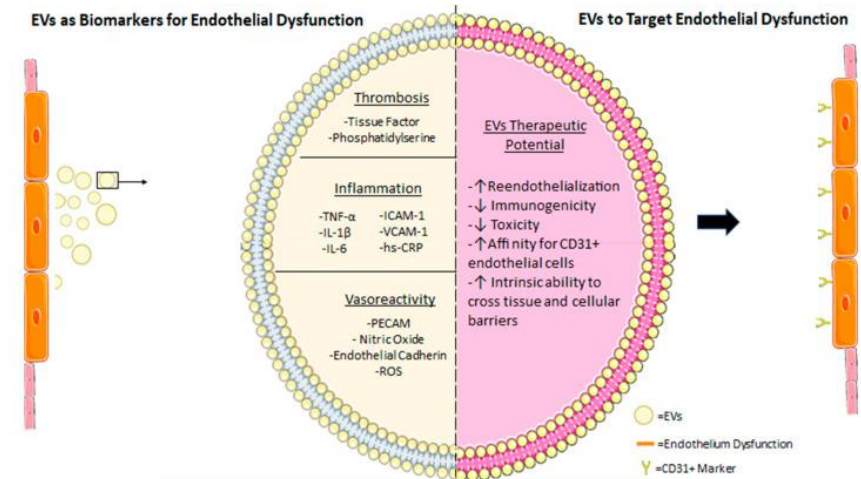 EVs as Biomarkers for Endothelial Dysfunction
EVs to Target Endothelial Dysfunction
Thrombosis
-Tissue Factor
-Phosphatidylserine
Inflammation
-TNF-α
-IL-1β
-IL-6
-ICAM-1
-VCAM-1
-hs-CRP
Vasoreactivity
-PECAM
- Nitric Oxide
-Endothelial Cadherin
-ROS
EVs Therapeutic
Potential
-↑Reendothelialization
-↓ Immunogenicity
-↓ Toxicity
-↑Affinity for CD31+
endothelial cells
-↑ Intrinsic ability to
cross tissue and cellular
barriers
=EVs
=Endothelium Dysfunction
=CD31+ Marker